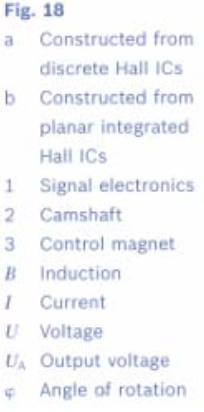 Fig. 18
a Constructed from
discrete Hall ICs
b Constructed from
planar integrated
Hall ICs
1 Signal electronics
2 Camshaft
3 Control magnet
B Induction
I Current
U Voltage
U_A Output voltage
φ Angle of rotation